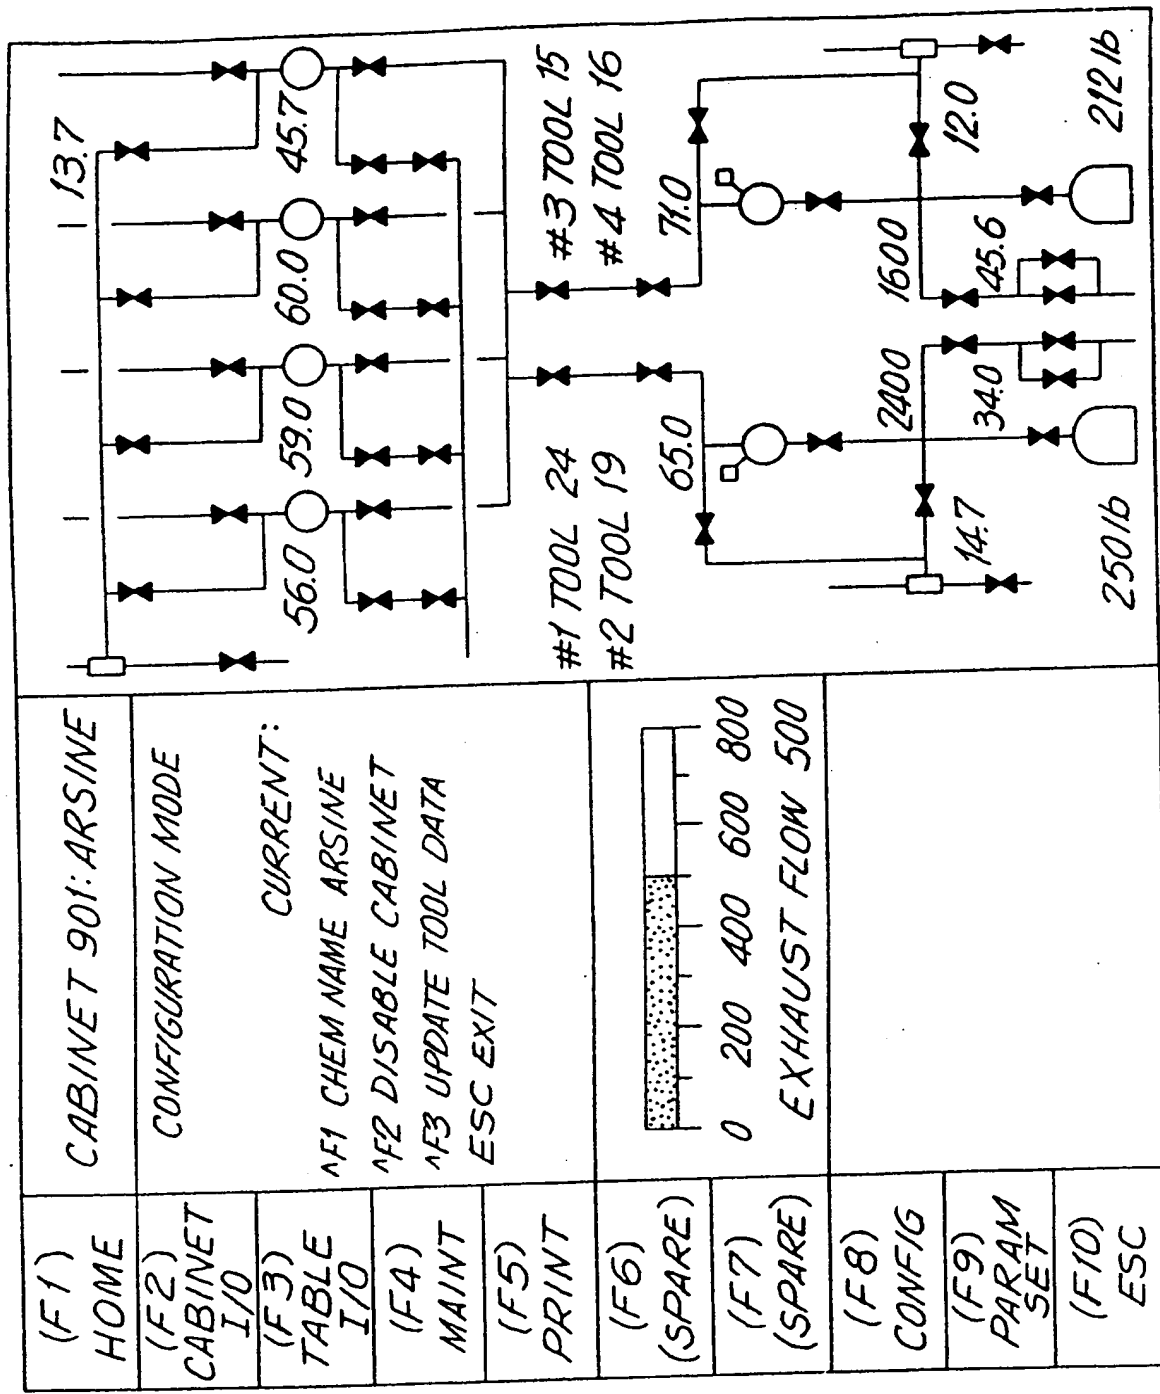 (F1)
HOME
(F2)
CABINET
I/O
(F3)
TABLE
I/O
(F4)
MAINT
(F5)
PRINT
(F6)
(SPARE)
(F7)
(SPARE)
(F8)
CONFIG
(F9)
PARAM
SET
(F10)
ESC
CABINET 901: ARSINE
CONFIGURATION MODE
CURRENT:
^F1 CHEM NAME ARSINE
^F2 DISABLE CABINET
^F3 UPDATE TOOL DATA
ESC EXIT
0 200 400 600 800
EXHAUST FLOW 500
13.7
56.0 59.0 60.0 45.7
#1 TOOL 24
#2 TOOL 19
#3 TOOL 15
#4 TOOL 16
65.0 71.0
2400 1600
14.7 34.0 45.6 12.0
250 lb 212 lb